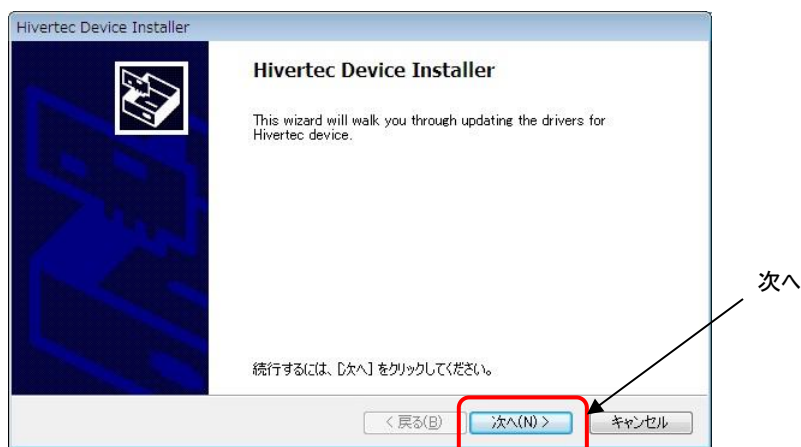 Hivertec Device Installer
Hivertec Device Installer
This wizard will walk you through updating the drivers for
Hivertec device.
次へ
続行するには、[次へ] をクリックしてください。
< 戻る(B)
次へ(N) >
キャンセル